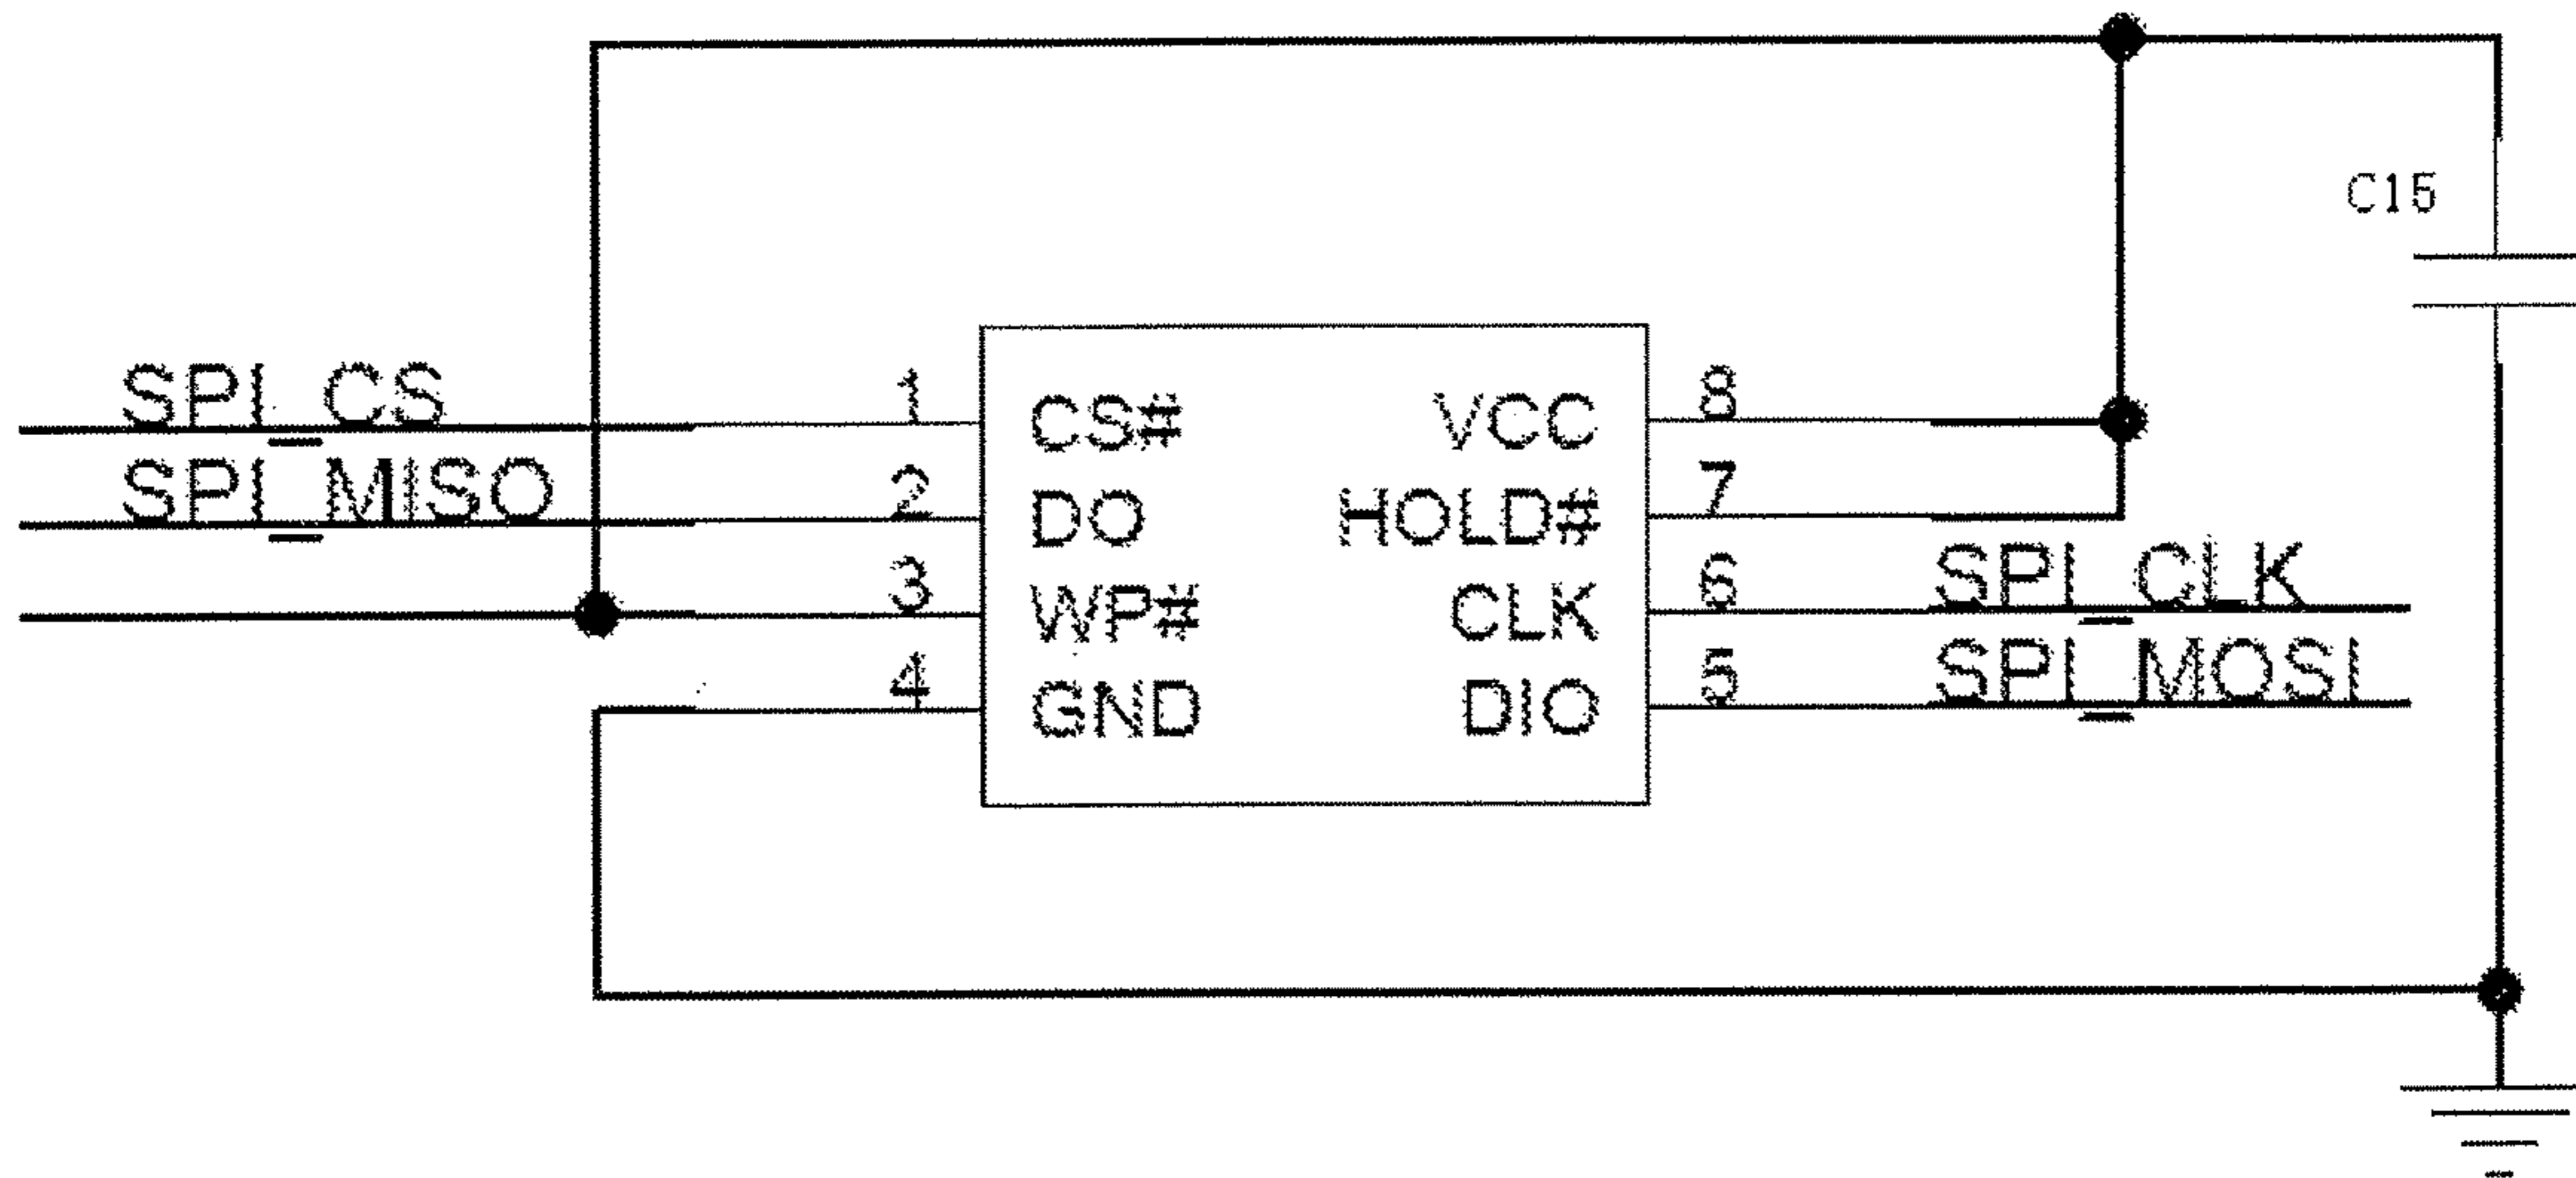 C15
SPI_CS 1 CS# VCC 8
SPI_MISO 2 DO HOLD# 7
3 WP# CLK 6 SPI_CLK
4 GND DIO 5 SPI_MOSI